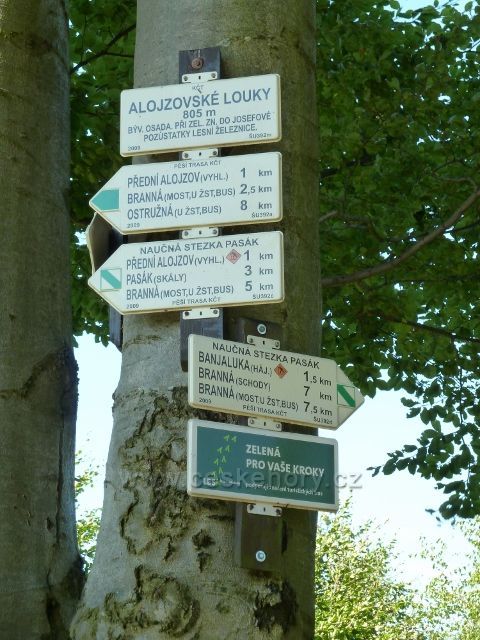 KČT
ALOJZOVSKÉ LOUKY
805 m
BÝV. OSADA. PŘI ZEL. ZN. DO JOSEFOVÉ
POZŮSTATKY LESNÍ ŽELEZNICE.
2009 ŠU392m
PĚŠÍ TRASA KČT
PŘEDNÍ ALOJZOV(VYHL.) 1 km
BRANNÁ(MOST,U ŽST,BUS) 2,5 km
OSTRUŽNÁ(U ŽST,BUS) 8 km
2009 ŠU392a
NAUČNÁ STEZKA PASÁK
PŘEDNÍ ALOJZOV(VYHL.) 1 km
PASÁK(SKÁLY) 3 km
BRANNÁ(MOST,U ŽST,BUS) 5 km
2009 PĚŠÍ TRASA KČT ŠU392c
NAUČNÁ STEZKA PASÁK
BANJALUKA(HÁJ.) 1,5 km
BRANNÁ(SCHODY) 7 km
BRANNÁ(MOST,U ŽST,BUS) 7,5 km
2009 PĚŠÍ TRASA KČT ŠU392d
ZELENÁ
PRO VAŠE KROKY
www.ceskehory.cz